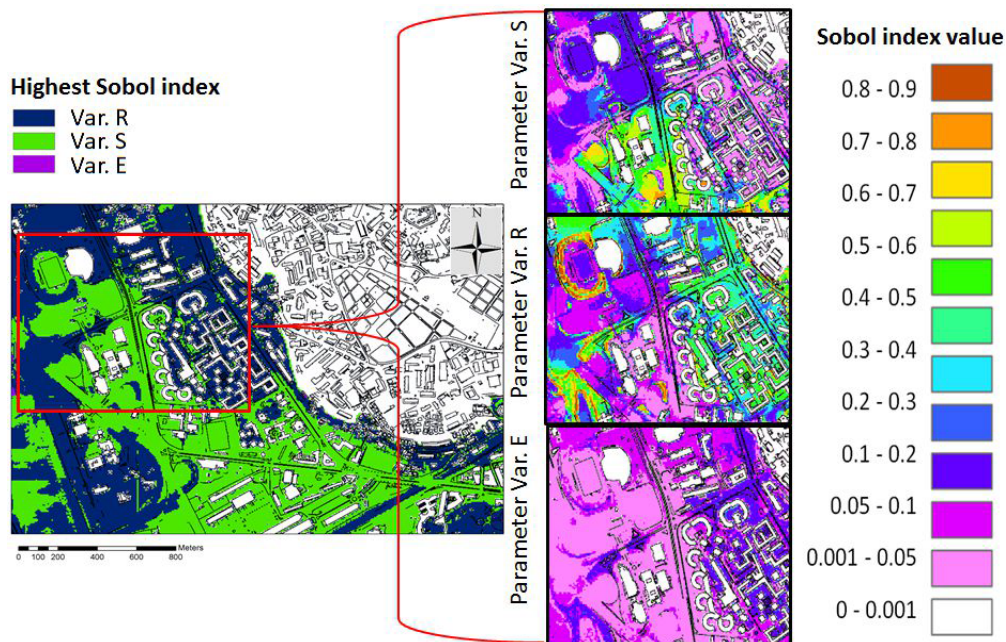 Highest Sobol index
Var. R
Var. S
Var. E
N
0 100 200 400 600 800
Meters
Parameter Var. S
Parameter Var. R
Parameter Var. E
Sobol index value
0.8 - 0.9
0.7 - 0.8
0.6 - 0.7
0.5 - 0.6
0.4 - 0.5
0.3 - 0.4
0.2 - 0.3
0.1 - 0.2
0.05 - 0.1
0.001 - 0.05
0 - 0.001